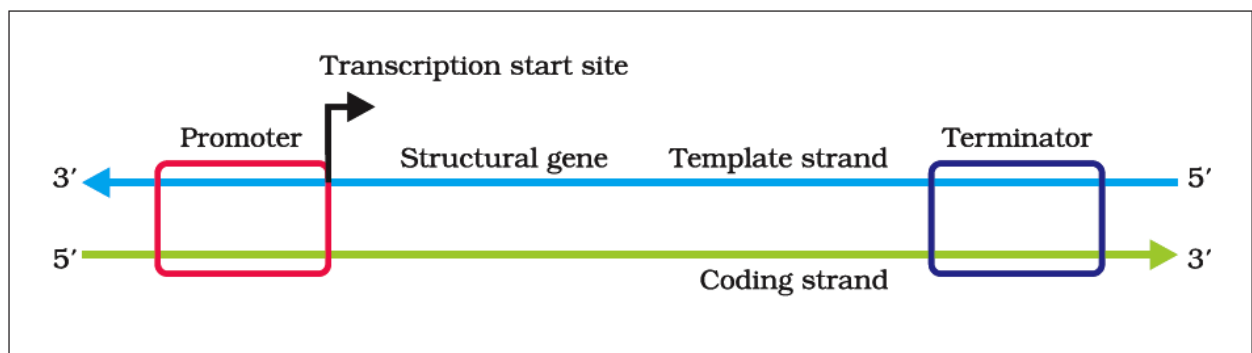 Transcription start site
Promoter
Terminator
Structural gene
Template strand
3′
5′
5′
3′
Coding strand